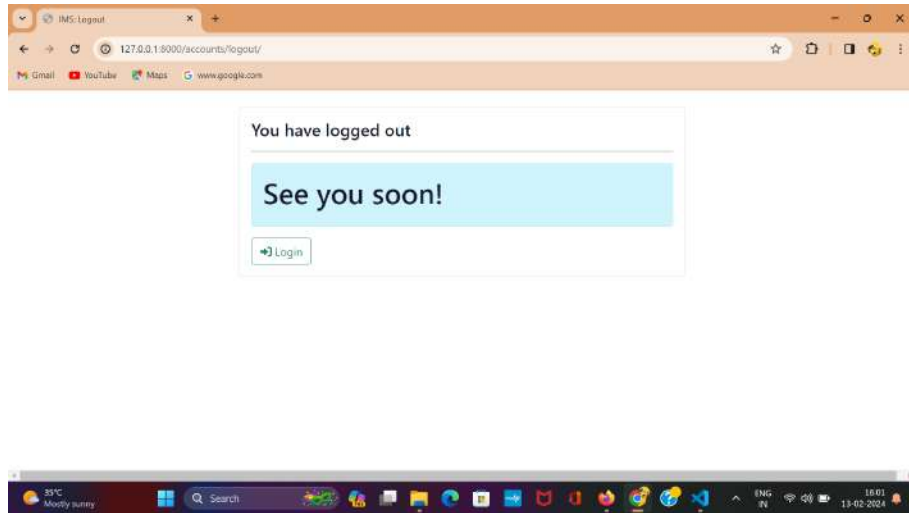 IMS: Logout
127.0.0.1:8000/accounts/logout/
Gmail YouTube Maps www.google.com
You have logged out
See you soon!
Login
35°C
Mostly sunny
Search
ENG
IN
16:01
13-02-2024